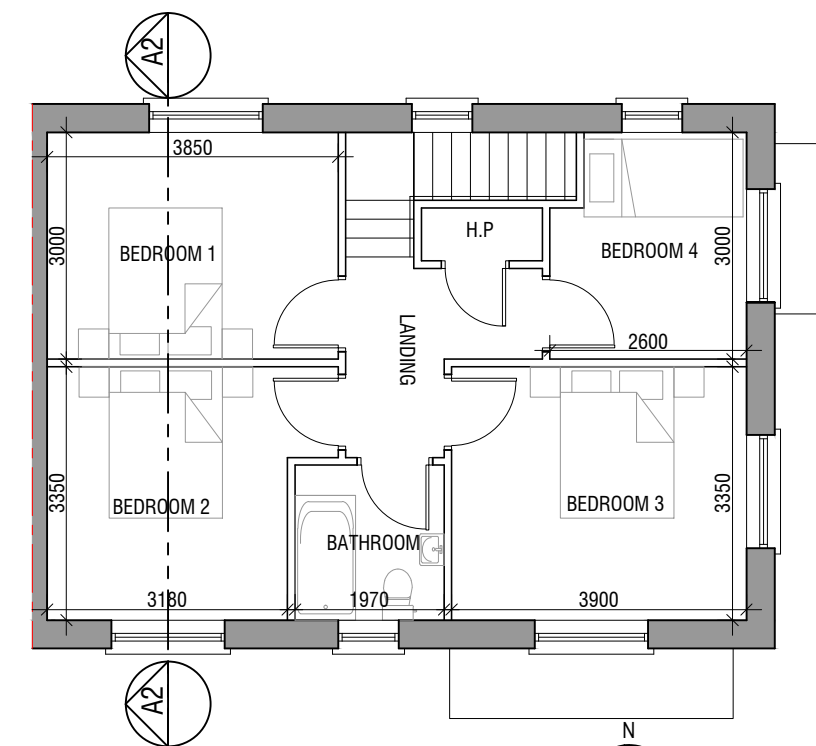 A2
3850
3000
BEDROOM 1
H.P
BEDROOM 4
3000
LANDING
2600
3350
BEDROOM 2
BATHROOM
BEDROOM 3
3350
3180
1970
3900
A2
N